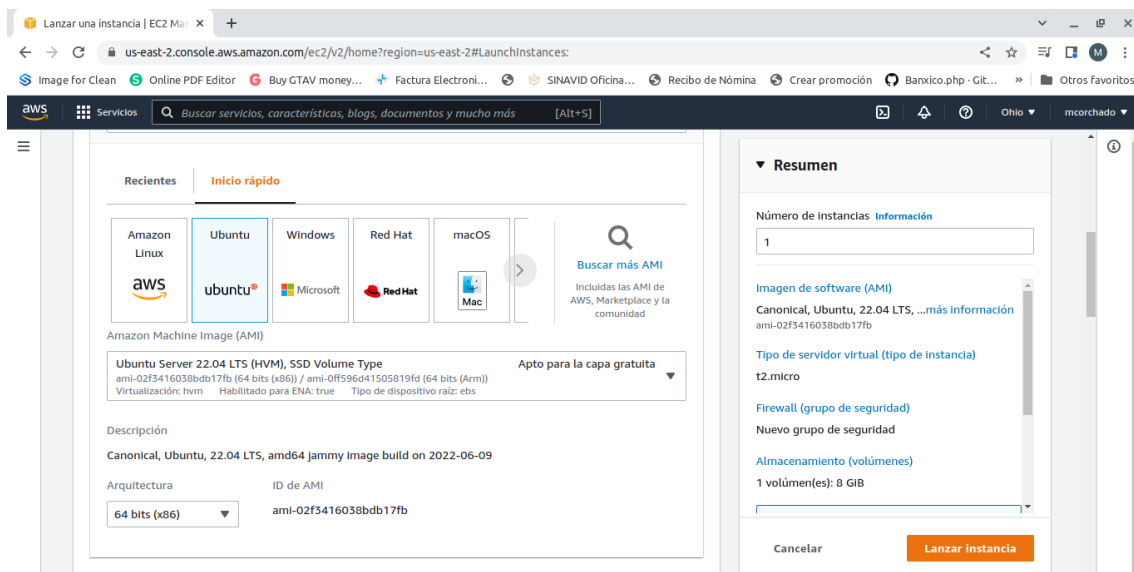 Lanzar una instancia | EC2 Mar
us-east-2.console.aws.amazon.com/ec2/v2/home?region=us-east-2#LaunchInstances:
M
Image for Clean
Online PDF Editor
Buy GTAV money...
Factura Electroni...
SINAVID Oficina...
Recibo de Nómina
Crear promoción
Banxico.php · Git...
»
Otros favoritos
aws
Servicios
Buscar servicios, características, blogs, documentos y mucho más
[Alt+S]
Ohio
mcorchado
Recientes
Inicio rápido
Amazon
Linux
aws
Ubuntu
ubuntu
Windows
Microsoft
Red Hat
Red Hat
macOS
Mac
Buscar más AMI
Incluidas las AMI de
AWS, Marketplace y la
comunidad
Amazon Machine Image (AMI)
Ubuntu Server 22.04 LTS (HVM), SSD Volume Type
Apto para la capa gratuita
ami-02f3416038bdb17fb (64 bits (x86)) / ami-0ff596d41505819fd (64 bits (Arm))
Virtualización: hvm Habilitado para ENA: true Tipo de dispositivo raíz: ebs
Descripción
Canonical, Ubuntu, 22.04 LTS, amd64 jammy image build on 2022-06-09
Arquitectura
ID de AMI
64 bits (x86)
ami-02f3416038bdb17fb
Resumen
Número de instancias Información
1
Imagen de software (AMI)
Canonical, Ubuntu, 22.04 LTS, ...más información
ami-02f3416038bdb17fb
Tipo de servidor virtual (tipo de instancia)
t2.micro
Firewall (grupo de seguridad)
Nuevo grupo de seguridad
Almacenamiento (volúmenes)
1 volúmen(es): 8 GiB
Cancelar
Lanzar instancia